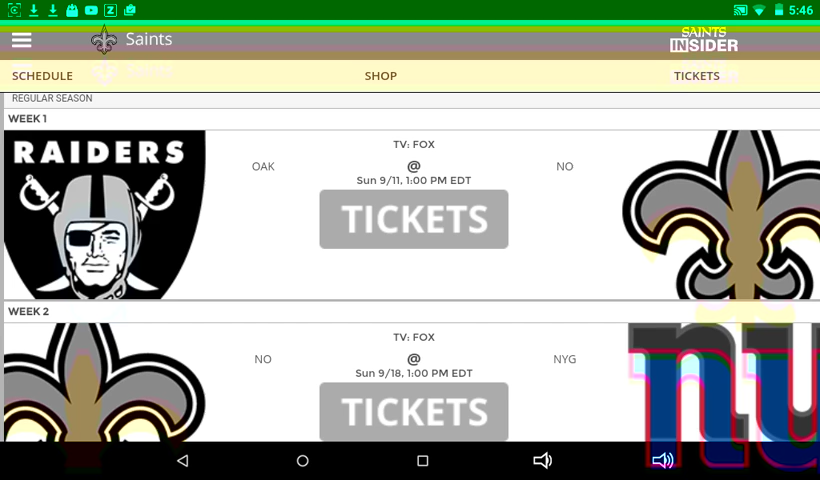 5:46
Saints
SAINTS
INSIDER
SCHEDULE SHOP TICKETS
REGULAR SEASON
WEEK 1
RAIDERS
TV: FOX
OAK @ NO
Sun 9/11, 1:00 PM EDT
TICKETS
WEEK 2
TV: FOX
NO @ NYG
Sun 9/18, 1:00 PM EDT
TICKETS
ny